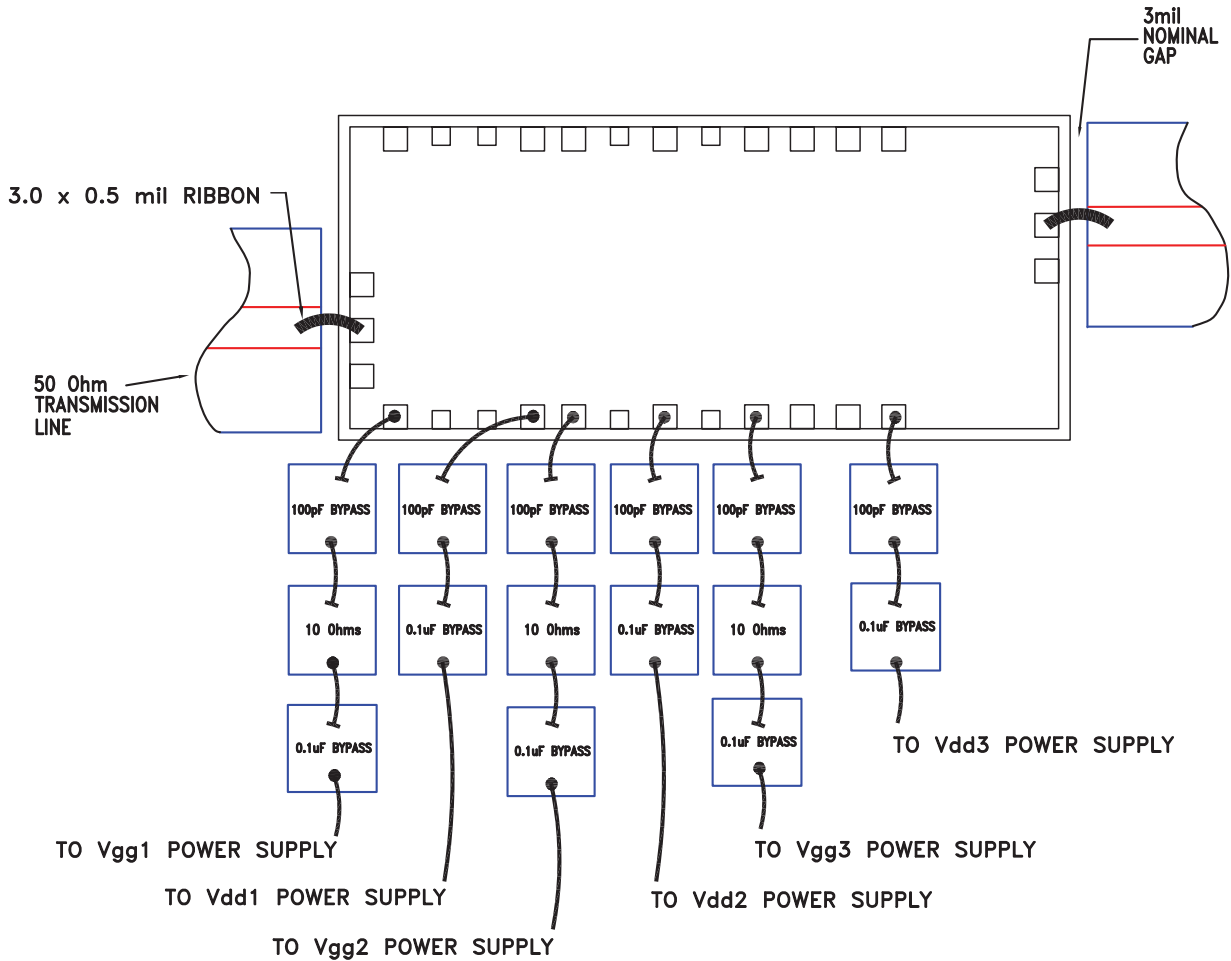 3mil
NOMINAL
GAP
3.0 x 0.5 mil RIBBON
50 Ohm
TRANSMISSION
LINE
100pF BYPASS
100pF BYPASS
100pF BYPASS
100pF BYPASS
100pF BYPASS
100pF BYPASS
10 Ohms
0.1uF BYPASS
10 Ohms
0.1uF BYPASS
10 Ohms
0.1uF BYPASS
0.1uF BYPASS
0.1uF BYPASS
0.1uF BYPASS
TO Vdd3 POWER SUPPLY
TO Vgg1 POWER SUPPLY
TO Vgg3 POWER SUPPLY
TO Vdd1 POWER SUPPLY
TO Vdd2 POWER SUPPLY
TO Vgg2 POWER SUPPLY